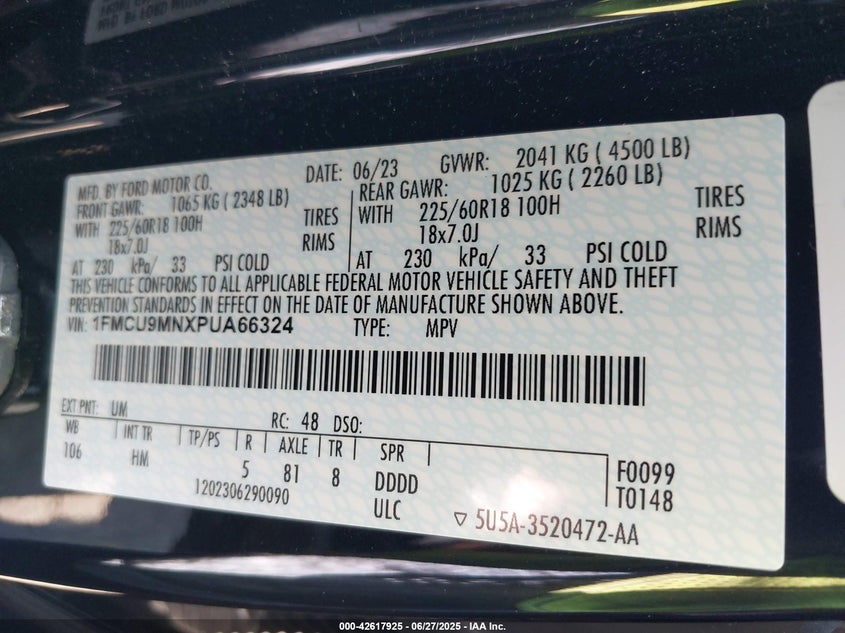 MFD. BY FORD MOTOR CO.
DATE: 06/23 GVWR: 2041 KG ( 4500 LB)
FRONT GAWR: 1065 KG ( 2348 LB) REAR GAWR: 1025 KG ( 2260 LB)
WITH 225/60R18 100H TIRES WITH 225/60R18 100H TIRES
18x7.0J RIMS 18x7.0J RIMS
AT 230 kPa/ 33 PSI COLD AT 230 kPa/ 33 PSI COLD
THIS VEHICLE CONFORMS TO ALL APPLICABLE FEDERAL MOTOR VEHICLE SAFETY AND THEFT
PREVENTION STANDARDS IN EFFECT ON THE DATE OF MANUFACTURE SHOWN ABOVE.
VIN: 1FMCU9MNXPUA66324 TYPE: MPV
EXT PNT: UM RC: 48 DSO:
WB INT TR TP/PS R AXLE TR SPR
106 HM 5 81 8 DDDD F0099
1202306290090 ULC T0148
▽ 5U5A-3520472-AA
000-42617925 | 06/27/2025 - IAA Inc.